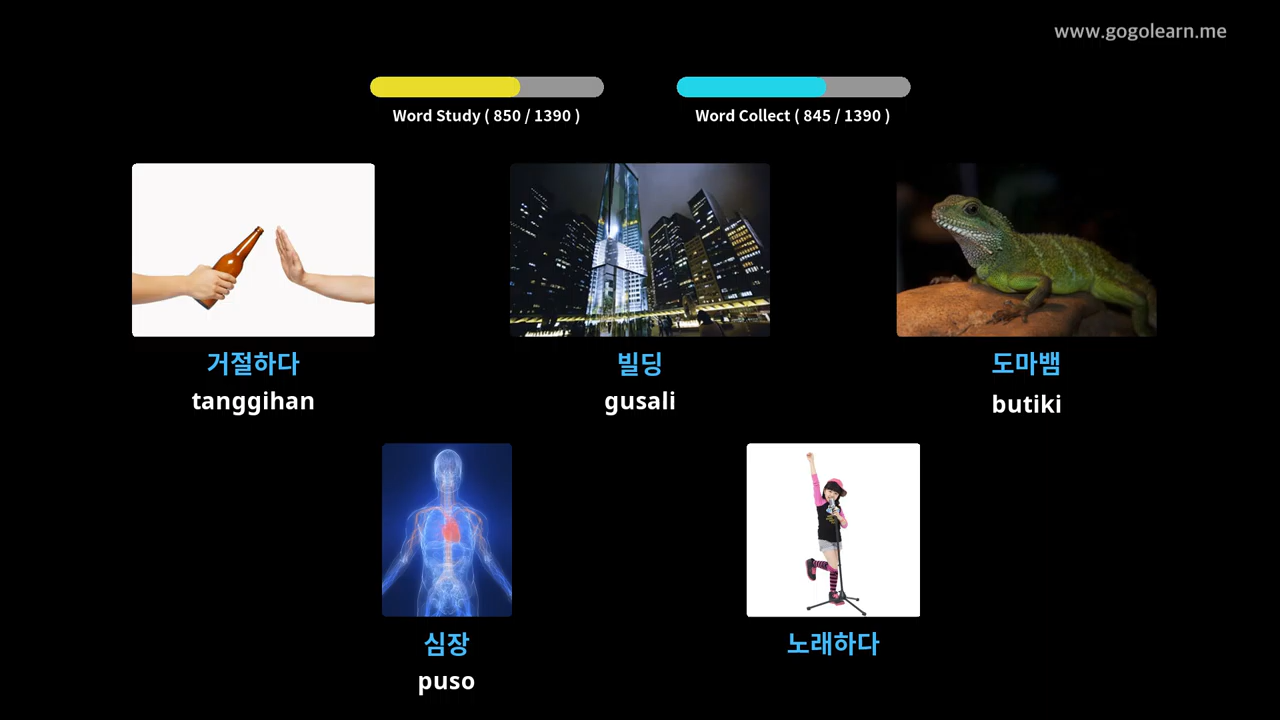 www.gogolearn.me
Word Study ( 850 / 1390 )
Word Collect ( 845 / 1390 )
거절하다
tanggihan
빌딩
gusali
도마뱀
butiki
심장
puso
노래하다